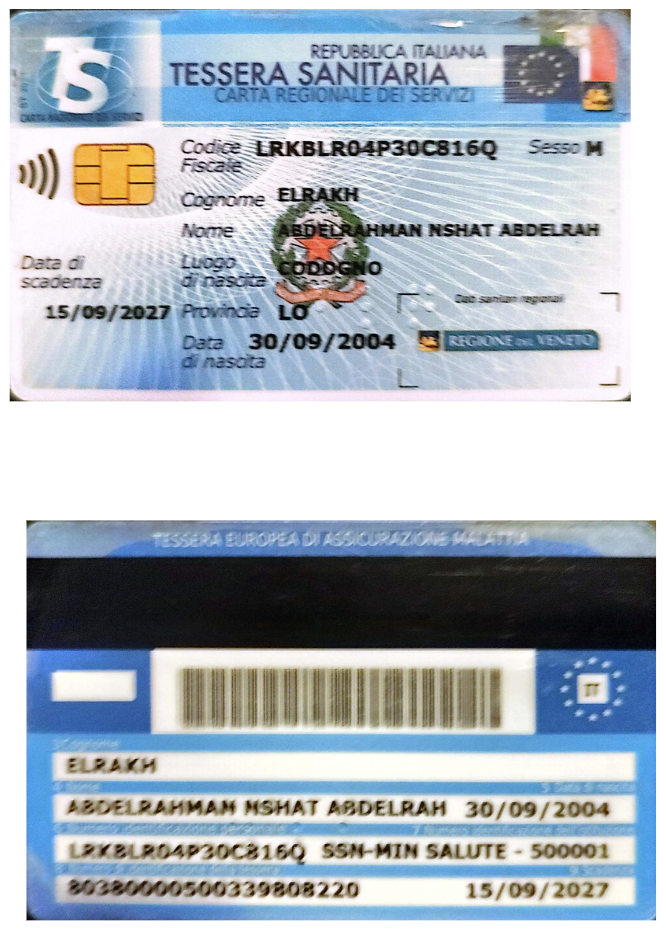 TS
CARTA NAZIONALE DEI SERVIZI
REPUBBLICA ITALIANA
TESSERA SANITARIA
CARTA REGIONALE DEI SERVIZI
Codice Fiscale LRKBLR04P30C816Q Sesso M
Cognome ELRAKH
Nome ABDELRAHMAN NSHAT ABDELRAH
Luogo di nascita CODOGNO
Data di scadenza
15/09/2027 Provincia LO
Data di nascita 30/09/2004
Dati sanitari regionali
REGIONE DEL VENETO
TESSERA EUROPEA DI ASSICURAZIONE MALATTIA
IT
3 Cognome
ELRAKH
4 Nome 5 Data di nascita
ABDELRAHMAN NSHAT ABDELRAH 30/09/2004
6 Numero identificazione personale 7 Numero identificazione dell'istituzione
LRKBLR04P30C816Q SSN-MIN SALUTE - 500001
8 Numero di identificazione della tessera 9 Scadenza
80380000500339808220 15/09/2027